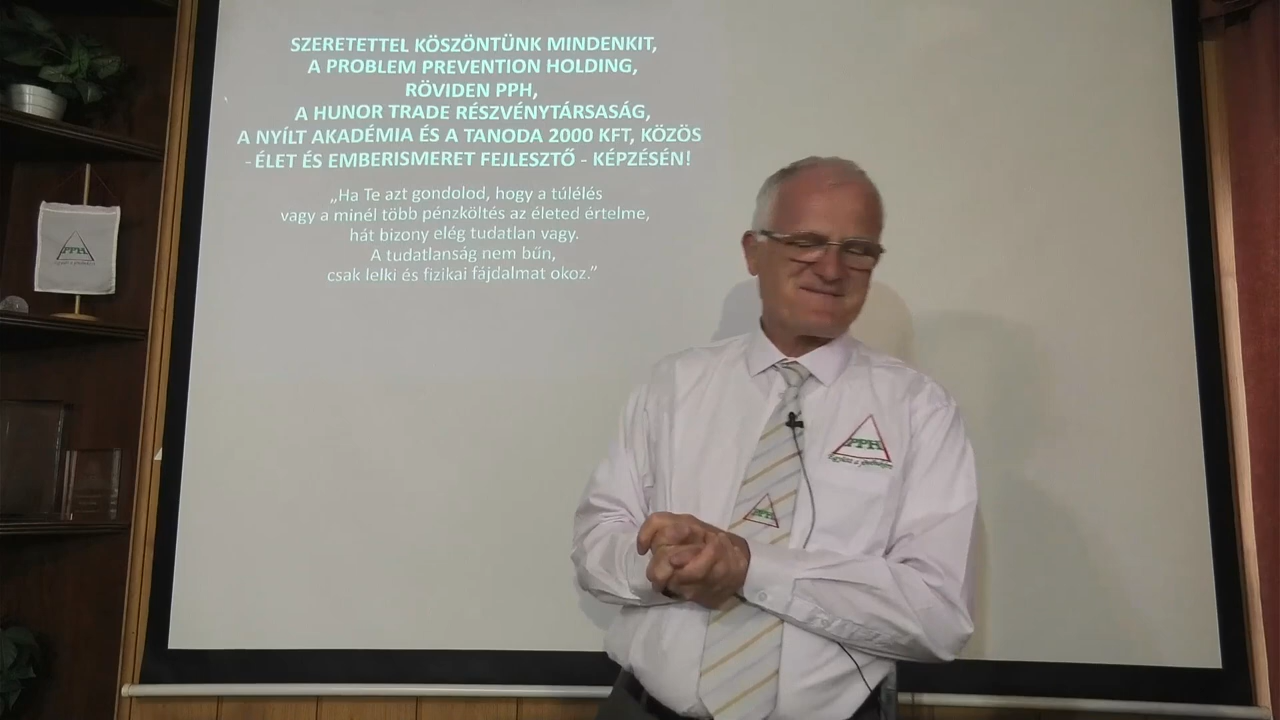 SZERETETTEL KÖSZÖNTÜNK MINDENKIT,
A PROBLEM PREVENTION HOLDING,
RÖVIDEN PPH,
A HUNOR TRADE RÉSZVÉNYTÁRSASÁG,
A NYÍLT AKADÉMIA ÉS A TANODA 2000 KFT, KÖZÖS
- ÉLET ÉS EMBERISMERET FEJLESZTŐ - KÉPZÉSÉN!
„Ha Te azt gondolod, hogy a túlélés
vagy a minél több pénzköltés az életed értelme,
hát bizony elég tudatlan vagy.
A tudatlanság nem bűn,
csak lelki és fizikai fájdalmat okoz.”
PPH
PPH
PPH